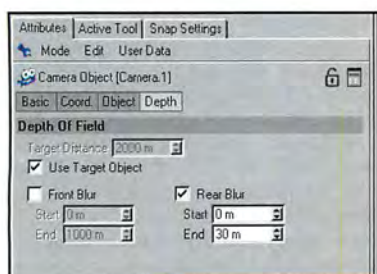 Attributes Active Tool Snap Settings
Mode Edit User Data
Camera Object [Camera.1]
Basic Coord. Object Depth
Depth Of Field
Target Distance 2000 m
Use Target Object
Front Blur Rear Blur
Start 0 m Start 0 m
End 1000 m End 30 m